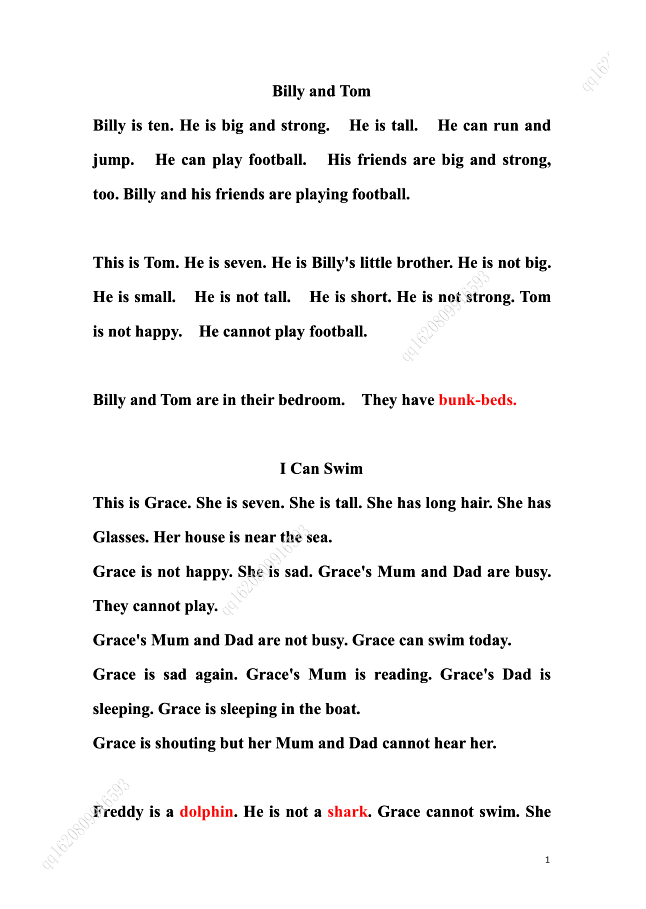 Billy and Tom
Billy is ten. He is big and strong. He is tall. He can run and
jump. He can play football. His friends are big and strong,
too. Billy and his friends are playing football.
This is Tom. He is seven. He is Billy's little brother. He is not big.
He is small. He is not tall. He is short. He is not strong. Tom
is not happy. He cannot play football.
Billy and Tom are in their bedroom. They have bunk-beds.
I Can Swim
This is Grace. She is seven. She is tall. She has long hair. She has
Glasses. Her house is near the sea.
Grace is not happy. She is sad. Grace's Mum and Dad are busy.
They cannot play.
Grace's Mum and Dad are not busy. Grace can swim today.
Grace is sad again. Grace's Mum is reading. Grace's Dad is
sleeping. Grace is sleeping in the boat.
Grace is shouting but her Mum and Dad cannot hear her.
Freddy is a dolphin. He is not a shark. Grace cannot swim. She
1